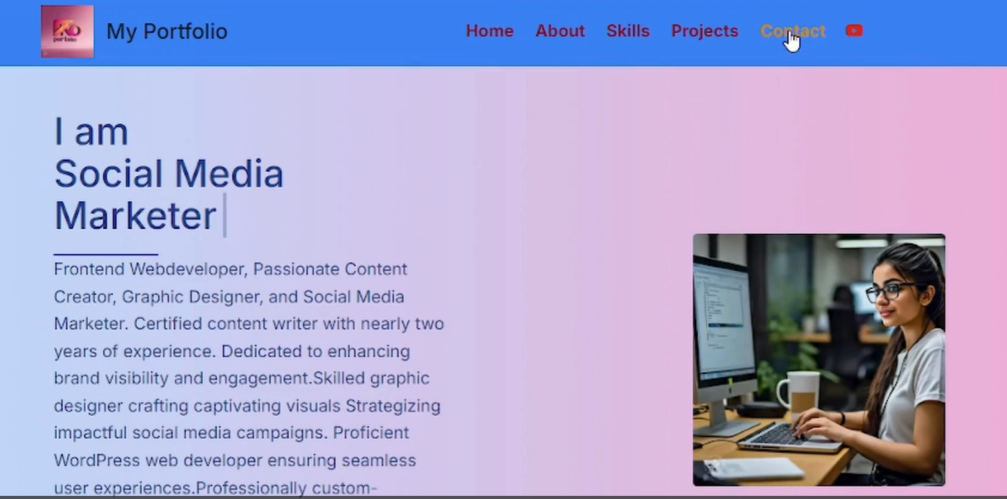 My Portfolio
Home About Skills Projects Contact
I am
Social Media
Marketer
Frontend Webdeveloper, Passionate Content
Creator, Graphic Designer, and Social Media
Marketer. Certified content writer with nearly two
years of experience. Dedicated to enhancing
brand visibility and engagement.Skilled graphic
designer crafting captivating visuals Strategizing
impactful social media campaigns. Proficient
WordPress web developer ensuring seamless
user experiences.Professionally custom-